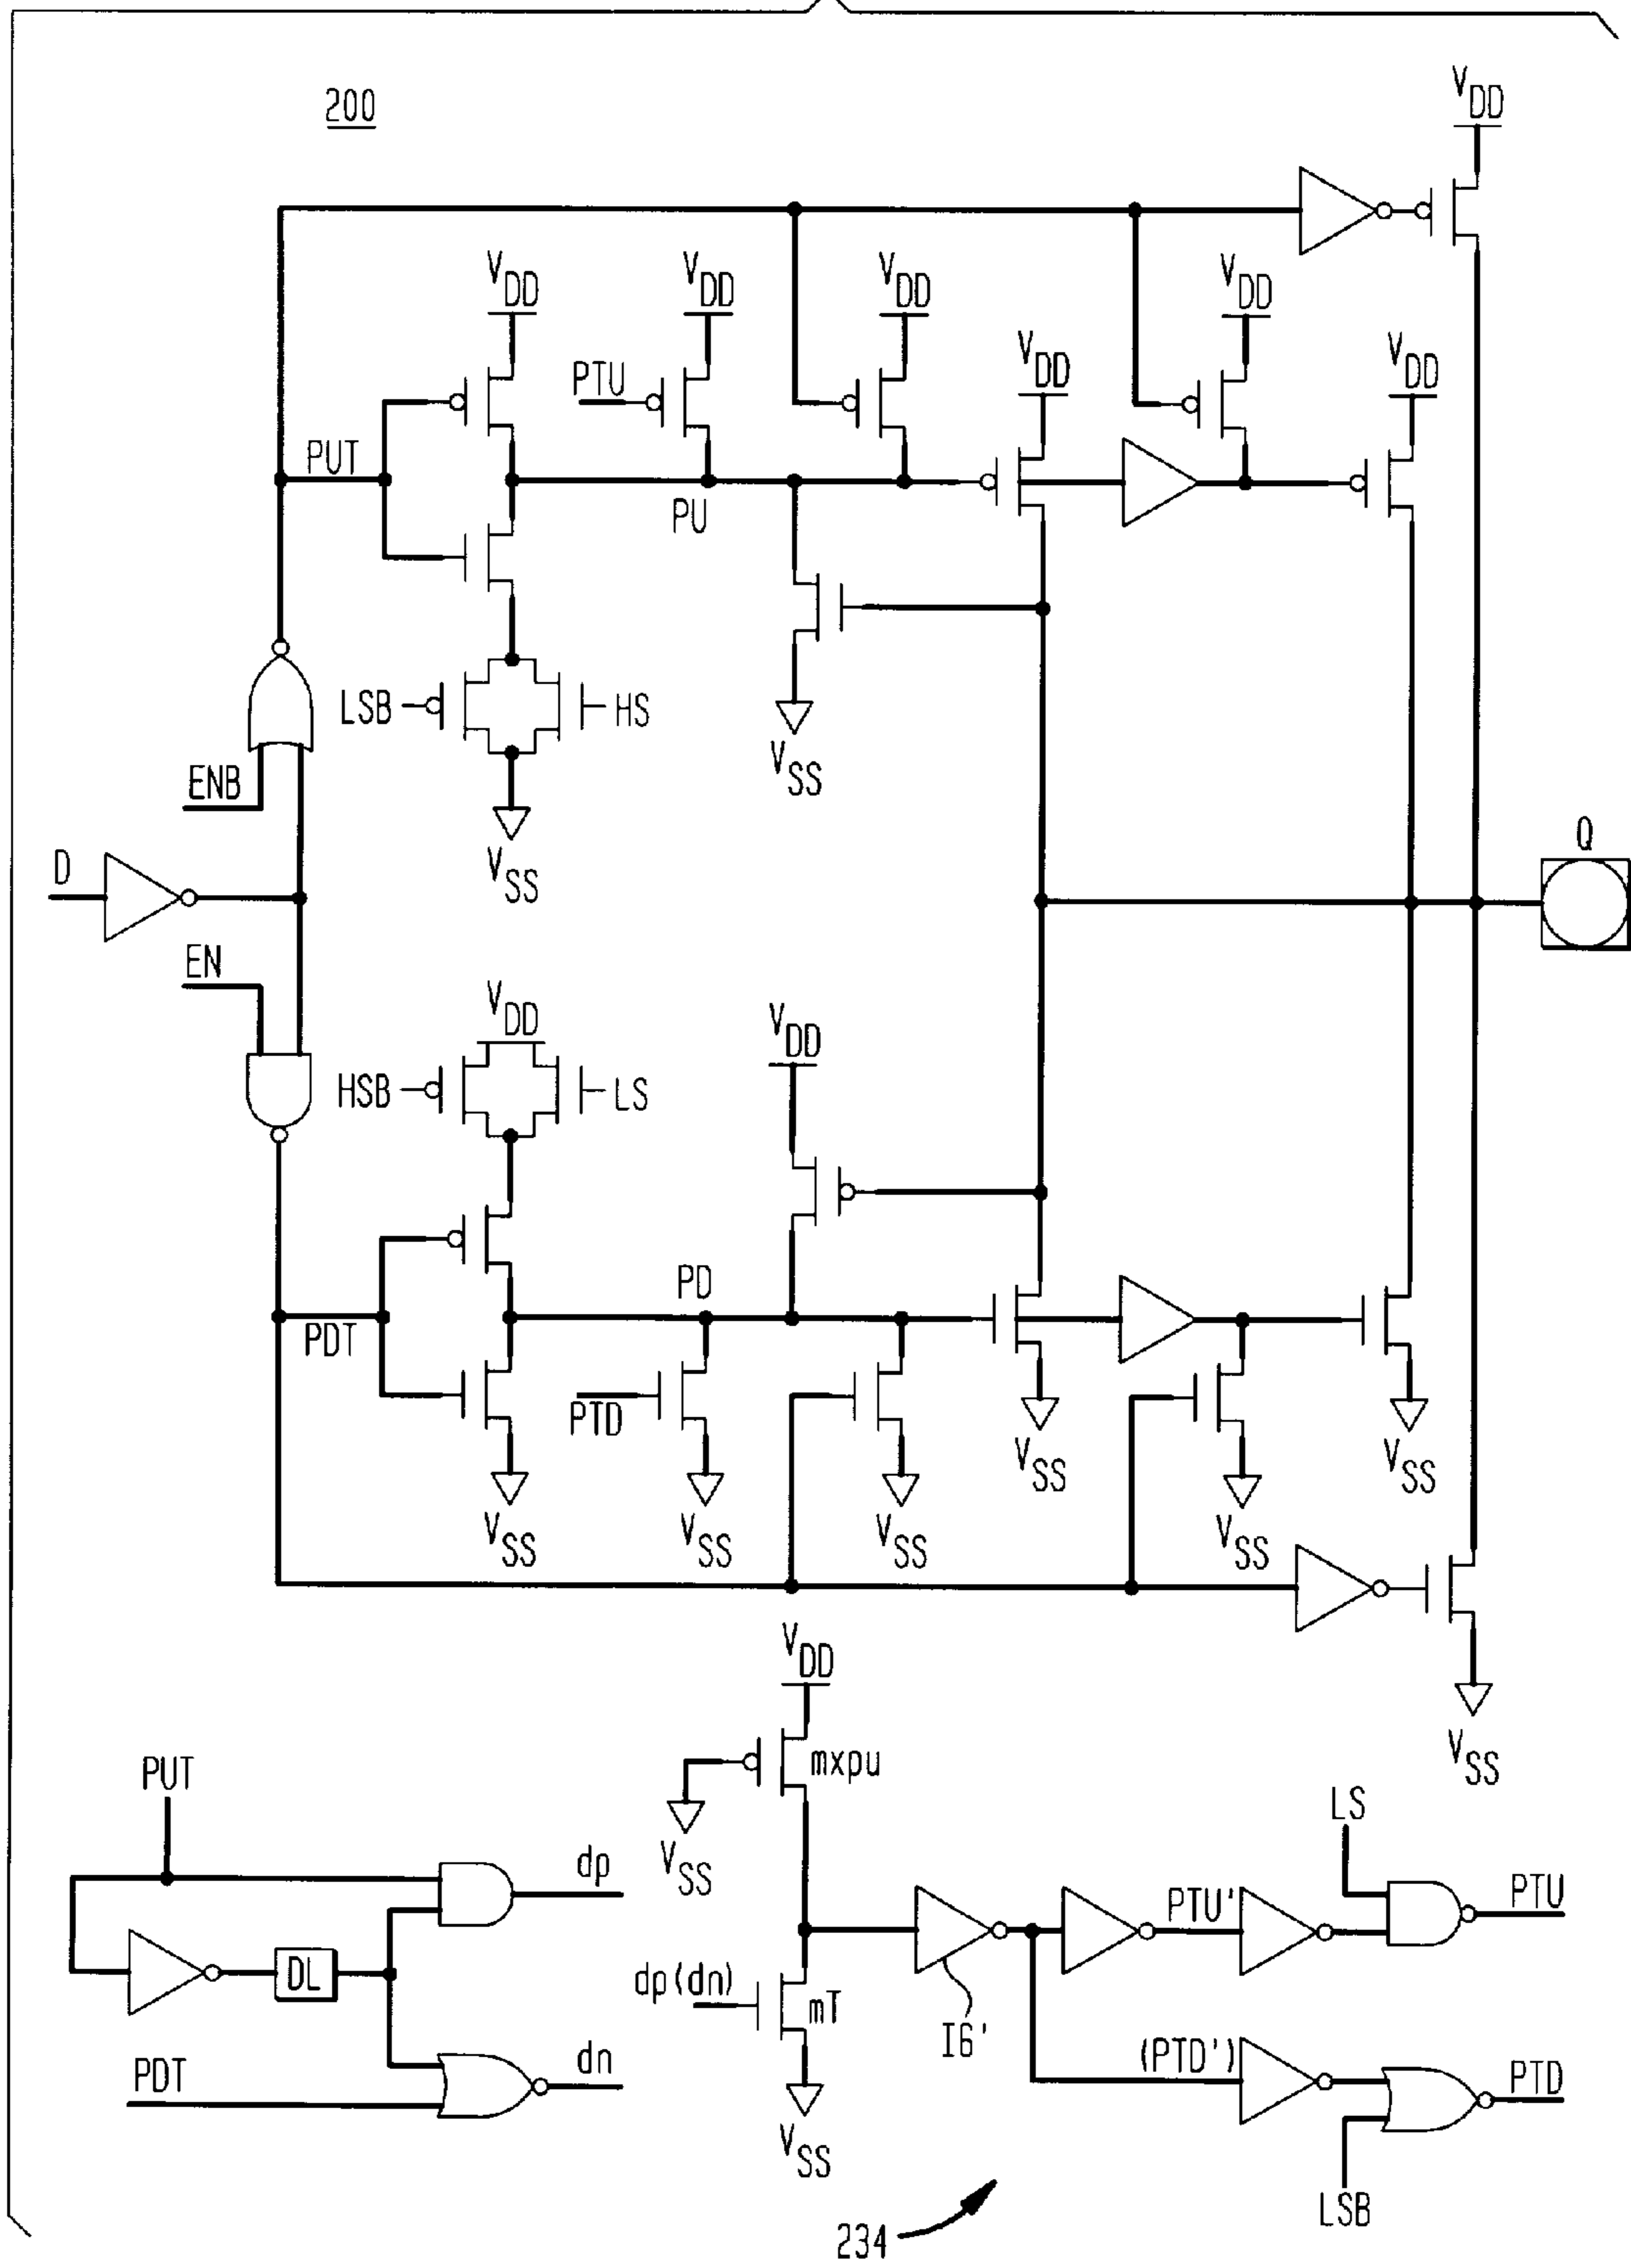 200
VDD
VDD
VDD
VDD
VDD
VDD
VDD
PTU
PUT
PU
LSB
HS
VSS
ENB
VSS
D
Q
EN
VDD
VDD
HSB
LS
PD
PDT
PTD
VSS
VSS
VSS
VSS
VSS
VSS
VDD
VSS
PUT
mxpu
LS
VSS
dp
PTU'
PTU
DL
dp(dn)
mT
I6'
dn
(PTD')
PDT
PTD
VSS
LSB
234